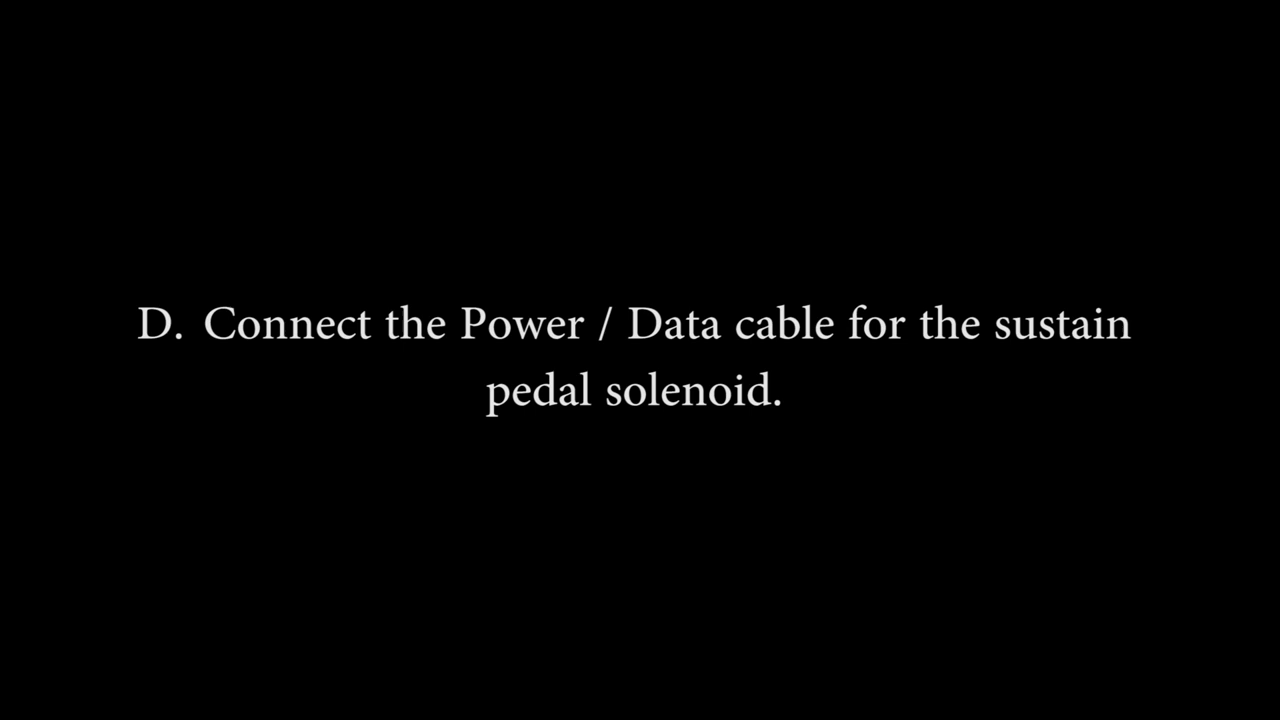 D. Connect the Power / Data cable for the sustain
pedal solenoid.